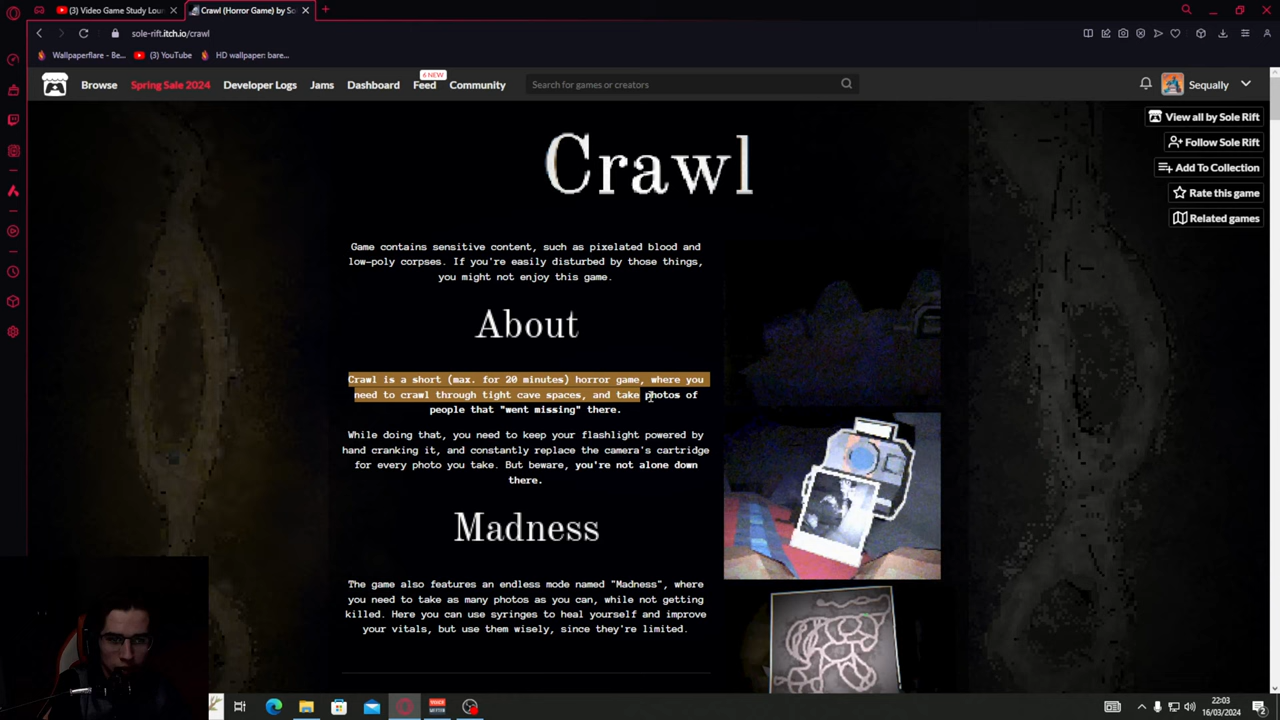 (3) Video Game Study Loun
Crawl (Horror Game) by So
sole-rift.itch.io/crawl
Wallpaperflare - Be...
(3) YouTube
HD wallpaper: bare...
Browse
Spring Sale 2024
Developer Logs
Jams
Dashboard
6 NEW
Feed
Community
Search for games or creators
Sequally
View all by Sole Rift
Follow Sole Rift
Add To Collection
Rate this game
Related games
Crawl
Game contains sensitive content, such as pixelated blood and
low-poly corpses. If you're easily disturbed by those things,
you might not enjoy this game.
About
Crawl is a short (max. for 20 minutes) horror game, where you
need to crawl through tight cave spaces, and take photos of
people that "went missing" there.
While doing that, you need to keep your flashlight powered by
hand cranking it, and constantly replace the camera's cartridge
for every photo you take. But beware, you're not alone down
there.
Madness
The game also features an endless mode named "Madness", where
you need to take as many photos as you can, while not getting
killed. Here you can use syringes to heal yourself and improve
your vitals, but use them wisely, since they're limited.
22:03
16/03/2024